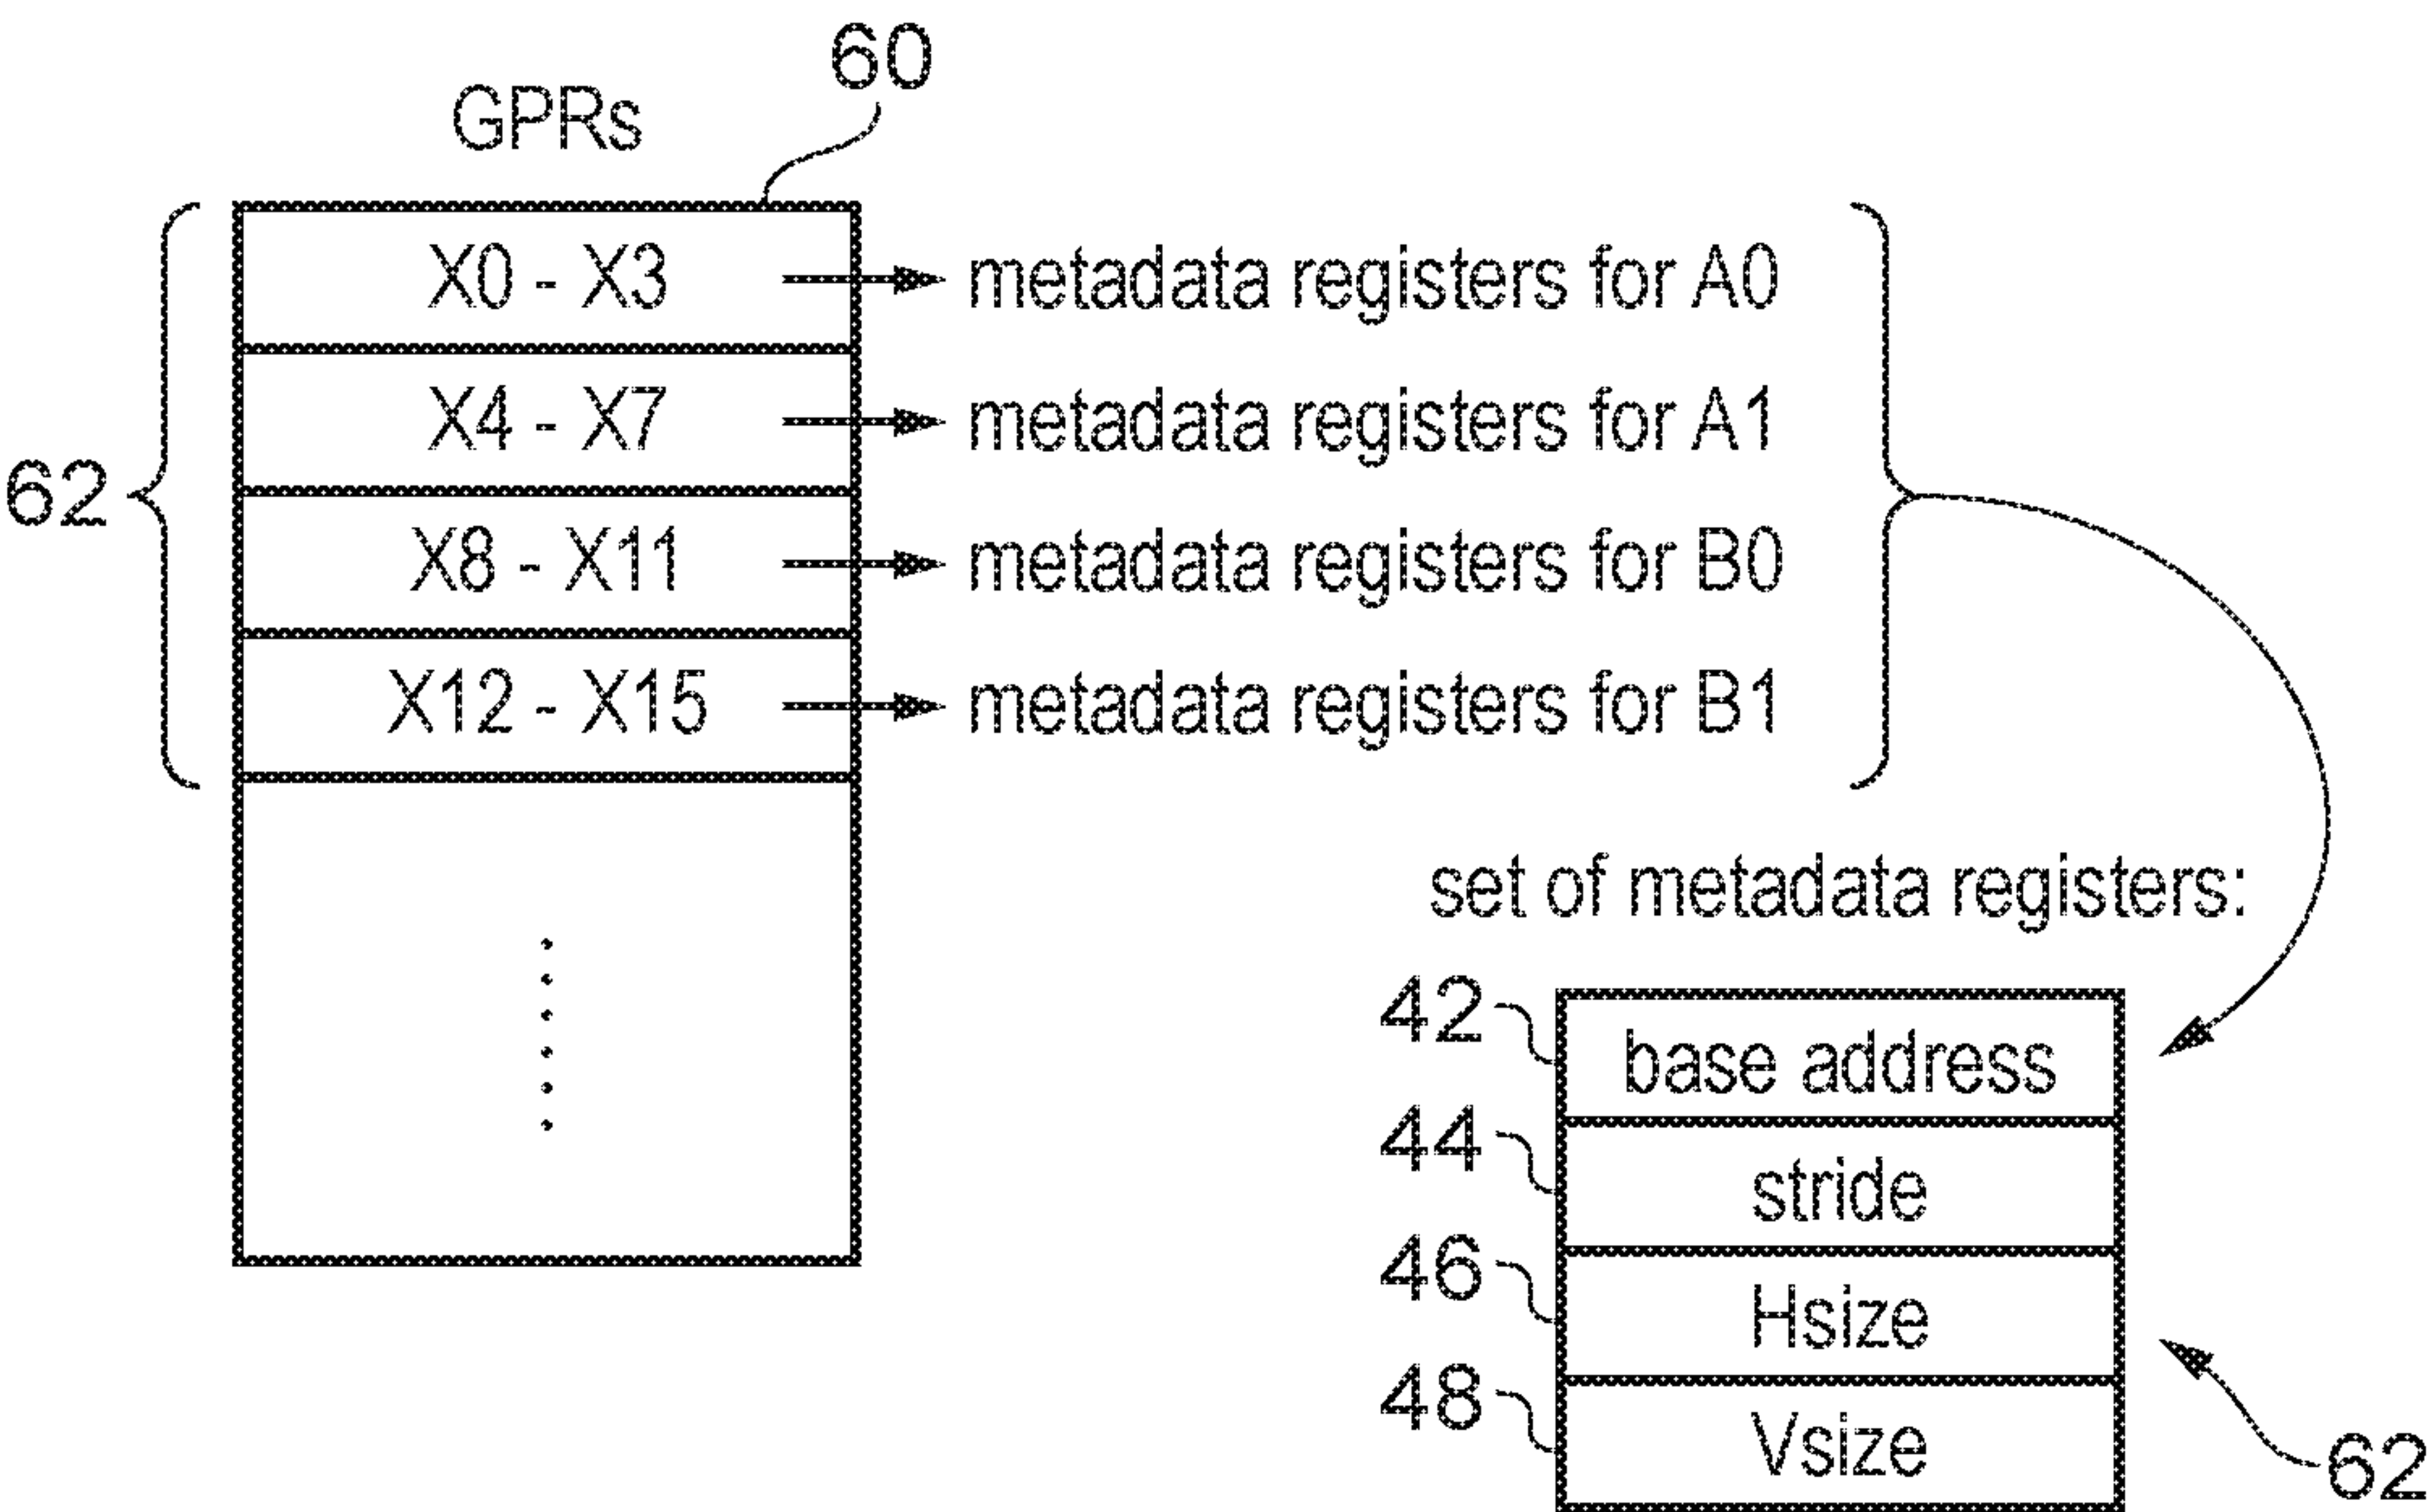 60
GPRs
X0 - X3 metadata registers for A0
X4 - X7 metadata registers for A1
62
X8 - X11 metadata registers for B0
X12 - X15 metadata registers for B1
set of metadata registers:
42 base address
44 stride
46 Hsize
48 Vsize
62